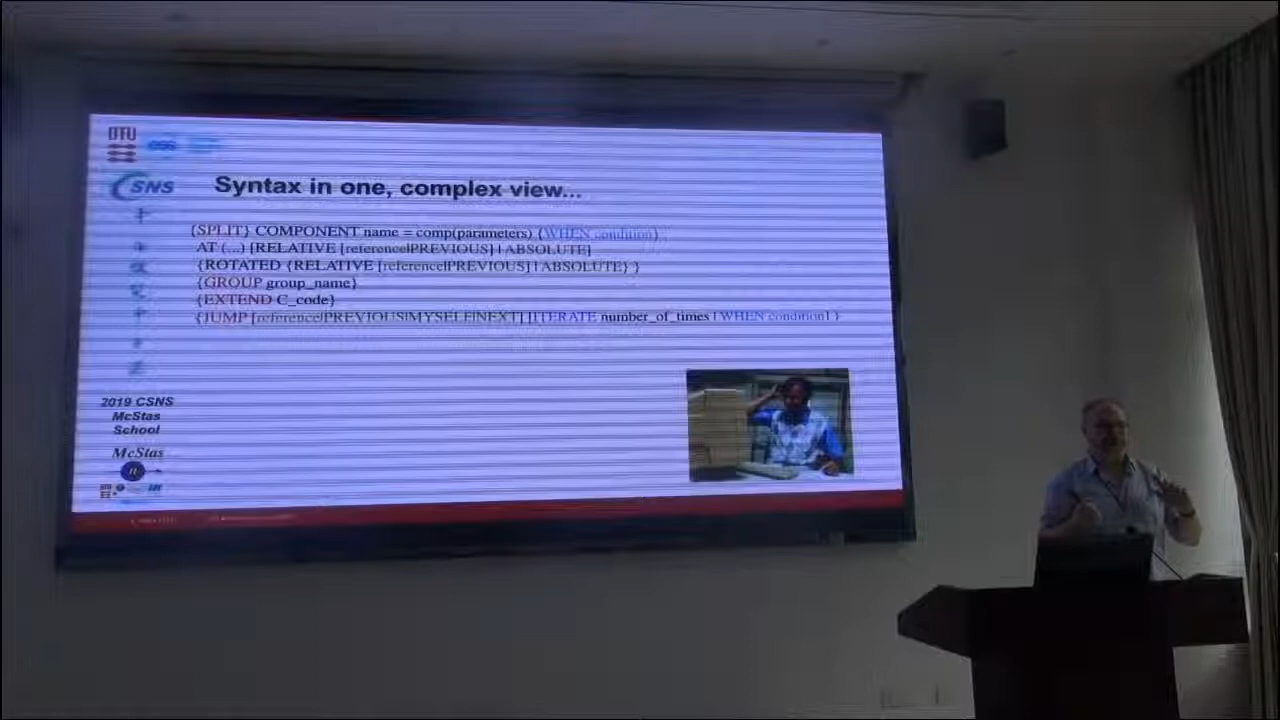 DTU
ess
CSNS
Syntax in one, complex view...
{SPLIT} COMPONENT name = comp(parameters) {WHEN condition}
AT (...) [RELATIVE [reference|PREVIOUS] | ABSOLUTE]
{ROTATED {RELATIVE [reference|PREVIOUS] | ABSOLUTE} }
{GROUP group_name}
{EXTEND C_code}
{JUMP [reference|PREVIOUS|MYSELF|NEXT] [ITERATE number_of_times | WHEN condition] }
2019 CSNS
McStas
School
McStas
n